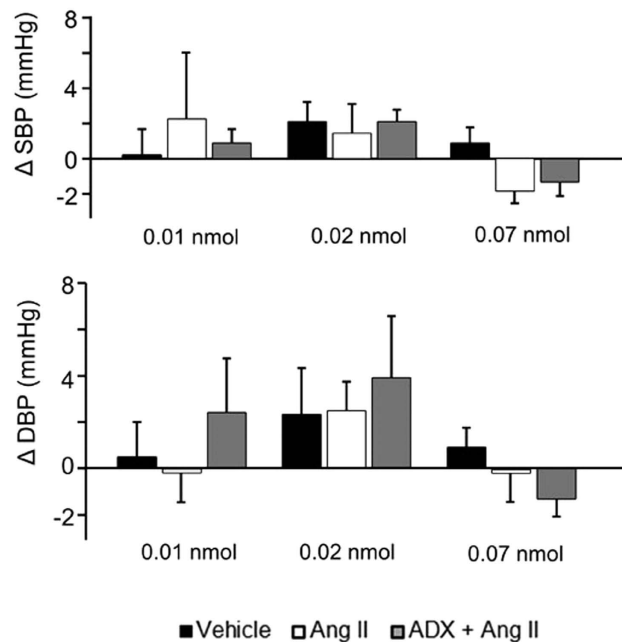 Δ SBP (mmHg)
8
4
0
-2
0.01 nmol 0.02 nmol 0.07 nmol
Δ DBP (mmHg)
8
4
0
-2
0.01 nmol 0.02 nmol 0.07 nmol
Vehicle Ang II ADX + Ang II